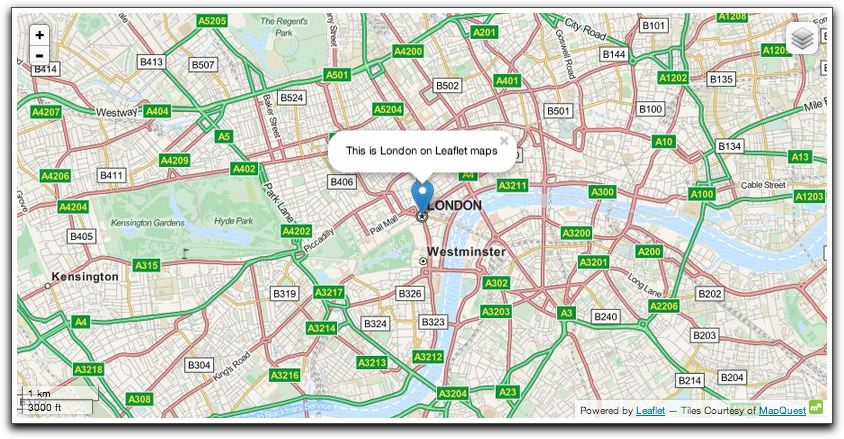 +
-
The Regent's
Park
A5205
A4200
A201
City Road
Goswell Road
B101
A1208
B144
B414
B413
B507
A501
B524
Baker Street
B502
A401
A1202
B135
A4207
Westway
A404
A5
A5204
B501
B100
Mile E
A10
B134
A4209
A402
B411
This is London on Leaflet maps
×
A13
A4206
A4204
Park Lane
B406
A4
A3211
A300
A100
Cable Street
A1203
LONDON
Kensington Gardens
Hyde Park
Pall Mall
Piccadilly
A4202
B405
A315
A3200
A200
Westminster
Kensington
A3201
Long Lane
A302
B202
B319
A3217
B326
A2206
A4
A3214
B324
B323
A3203
A3
B240
B203
A3212
A3213
B304
King's Road
A3216
A3218
B214
B204
A308
A3204
A23
1 km
3000 ft
to Blackfriars Service
Powered by Leaflet — Tiles Courtesy of MapQuest